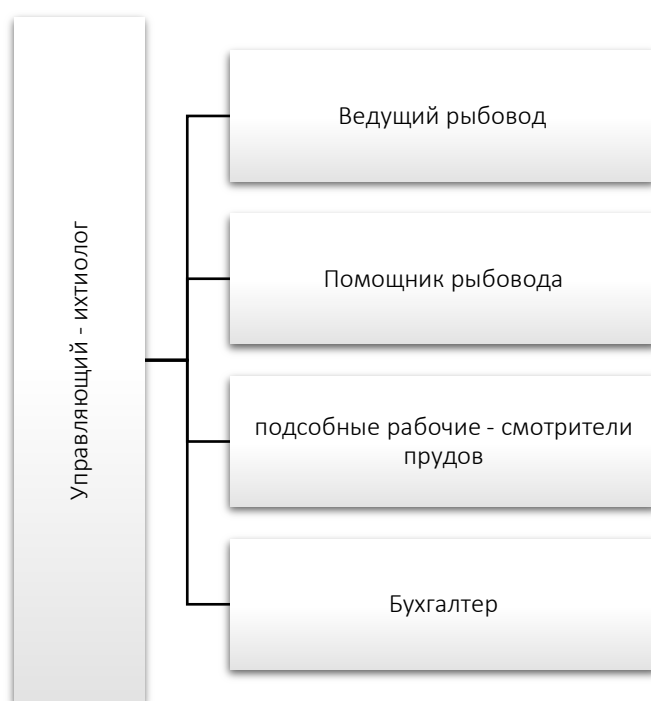 Управляющий - ихтиолог
Ведущий рыбовод
Помощник рыбовода
подсобные рабочие - смотрители
прудов
Бухгалтер